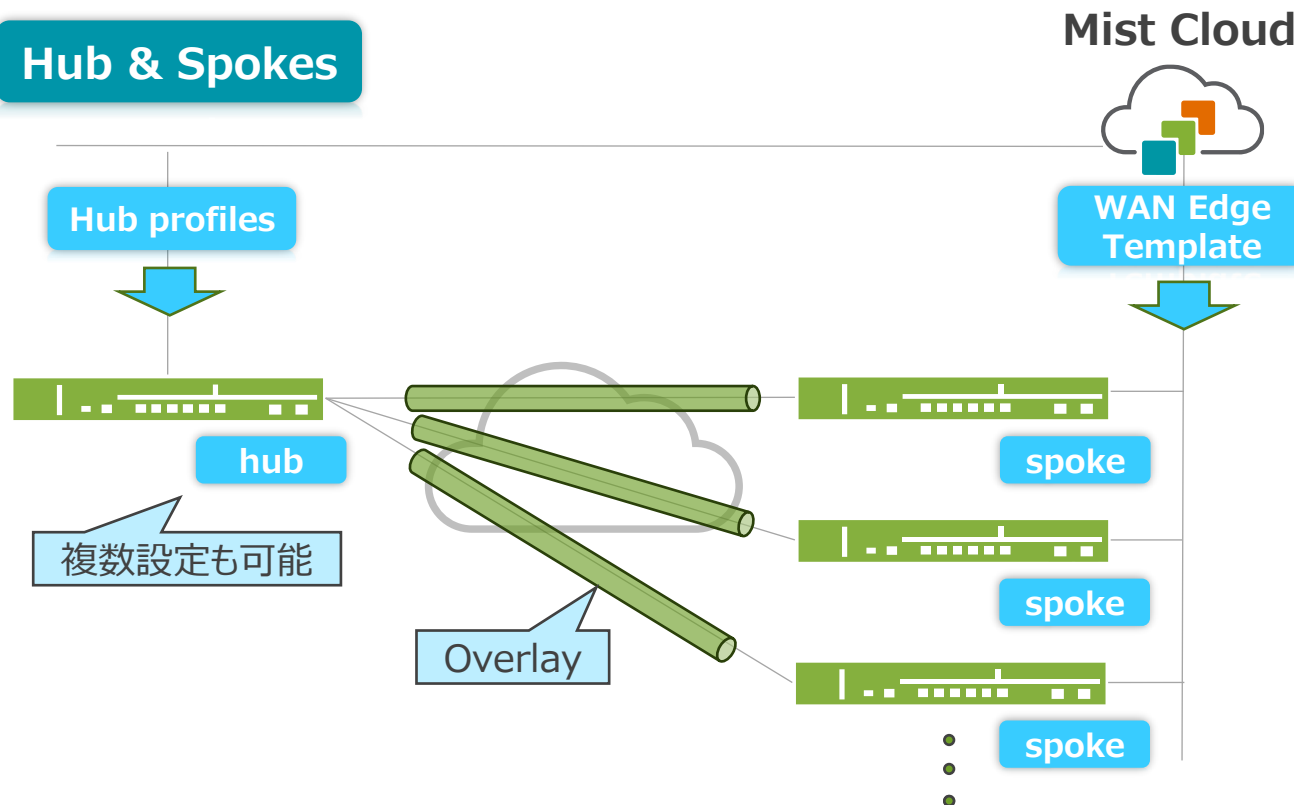 Mist Cloud
Hub & Spokes
Hub profiles
WAN Edge
Template
hub
spoke
複数設定も可能
spoke
Overlay
spoke